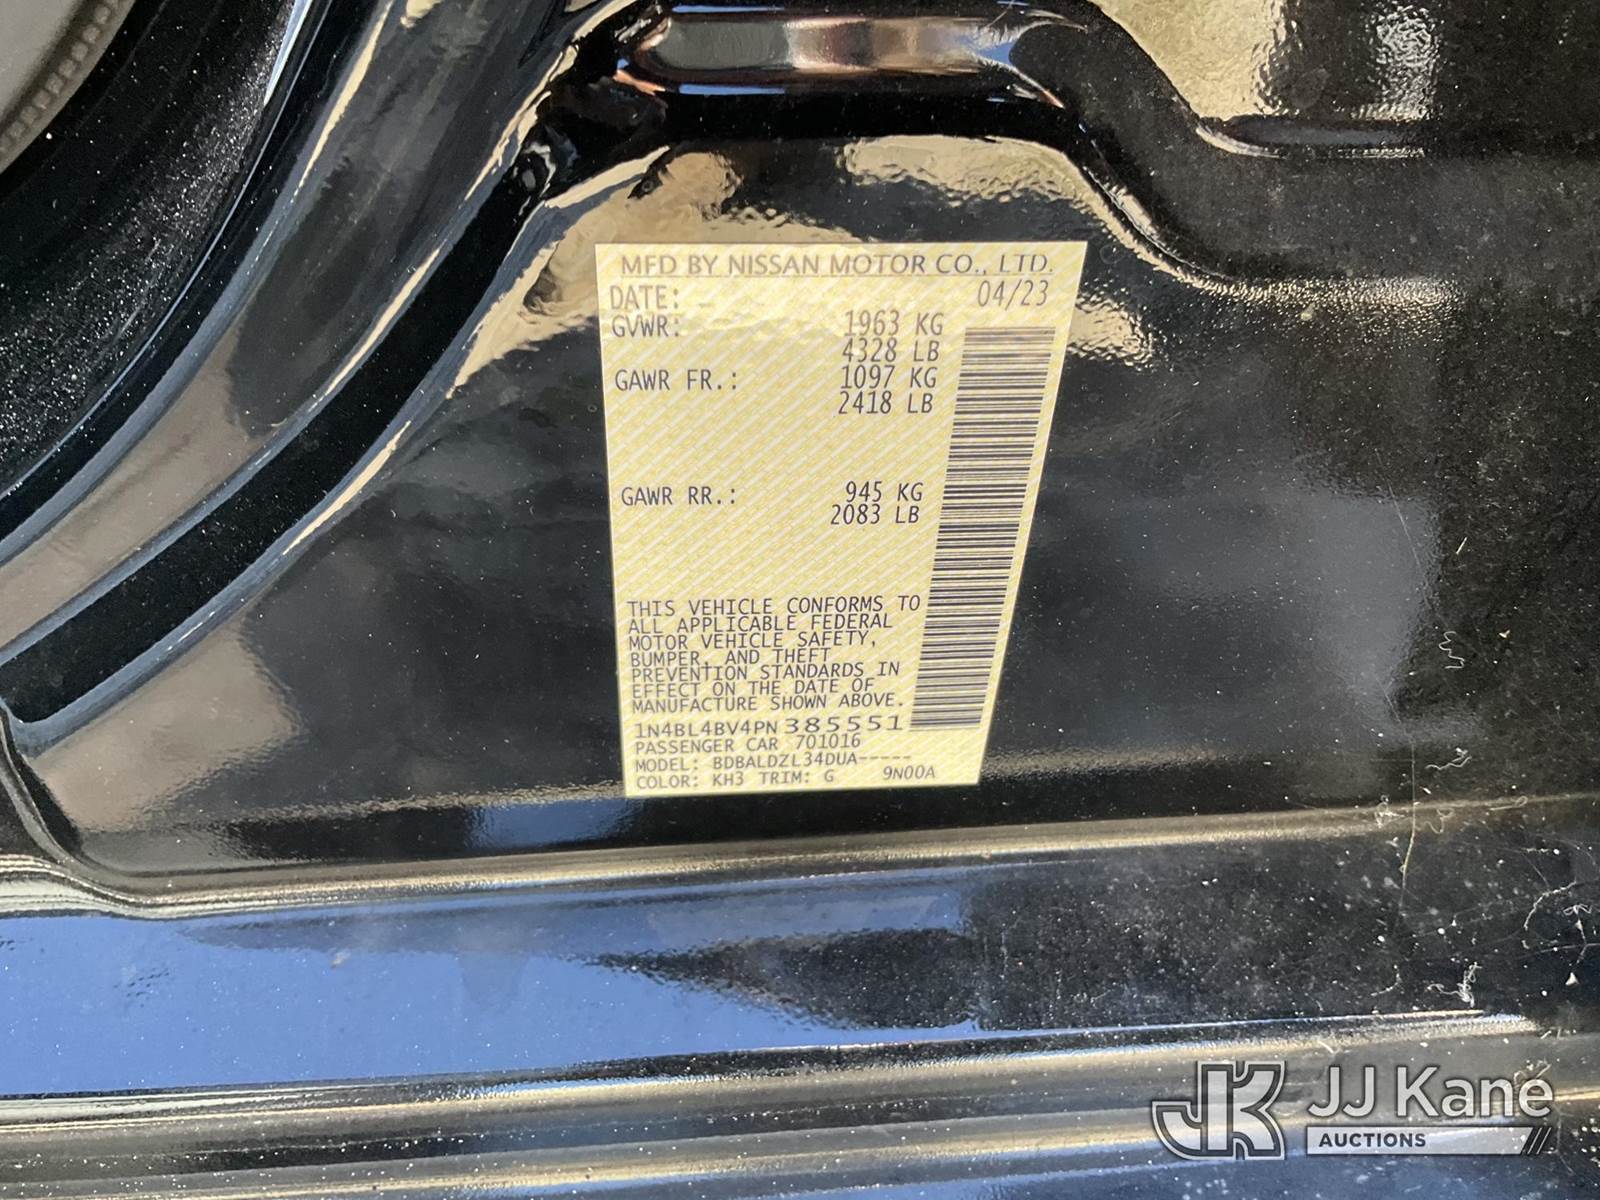 MFD BY NISSAN MOTOR CO., LTD.
DATE: 04/23
GVWR: 1963 KG
4328 LB
GAWR FR.: 1097 KG
2418 LB
GAWR RR.: 945 KG
2083 LB
THIS VEHICLE CONFORMS TO
ALL APPLICABLE FEDERAL
MOTOR VEHICLE SAFETY,
BUMPER, AND THEFT
PREVENTION STANDARDS IN
EFFECT ON THE DATE OF
MANUFACTURE SHOWN ABOVE.
1N4BL4BV4PN385551
PASSENGER CAR 701016
MODEL: BDBALDZL34DUA-----
COLOR: KH3 TRIM: G 9N00A
JK JJ Kane
AUCTIONS